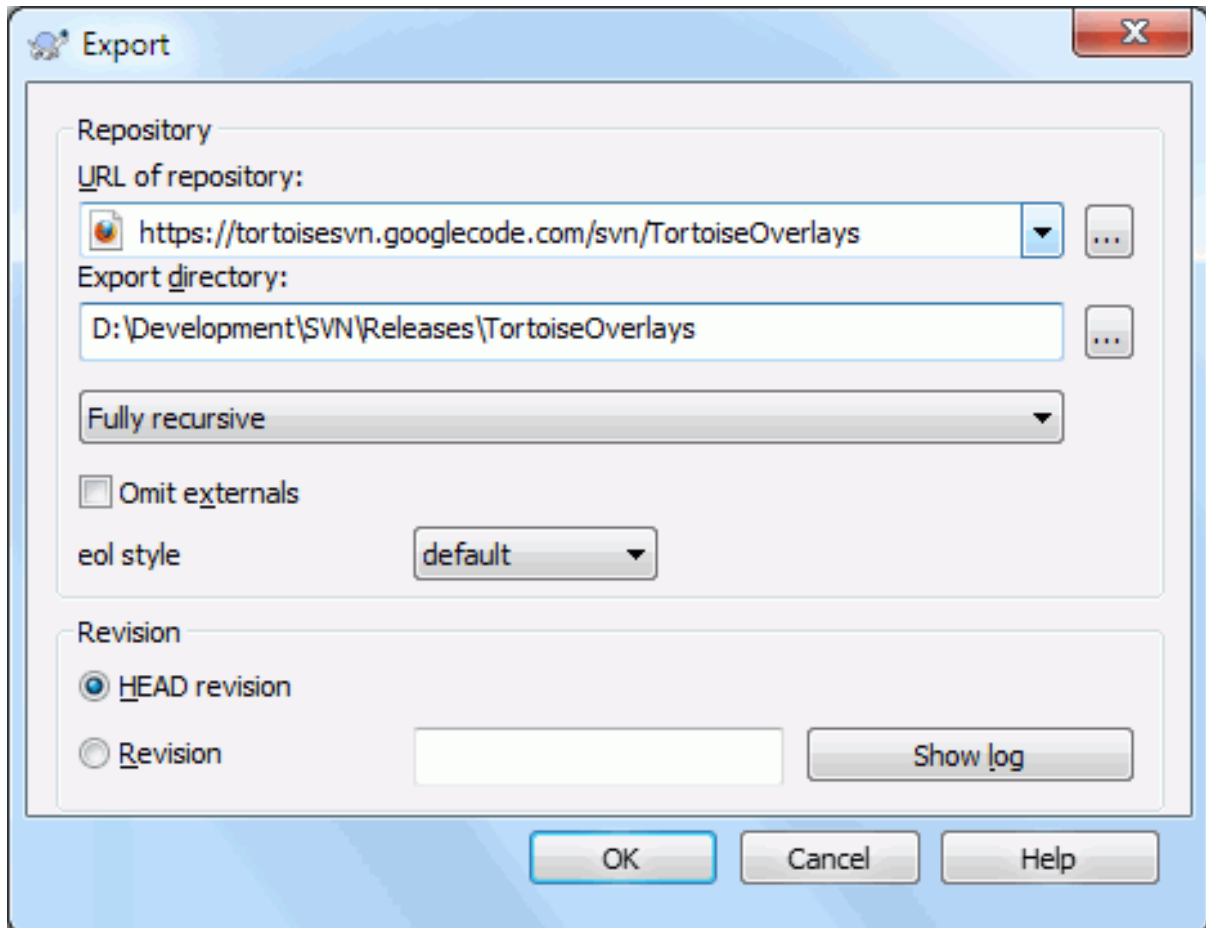 Export
Repository
URL of repository:
https://tortoisesvn.googlecode.com/svn/TortoiseOverlays
...
Export directory:
D:\Development\SVN\Releases\TortoiseOverlays
...
Fully recursive
Omit externals
eol style default
Revision
HEAD revision
Revision Show log
OK Cancel Help